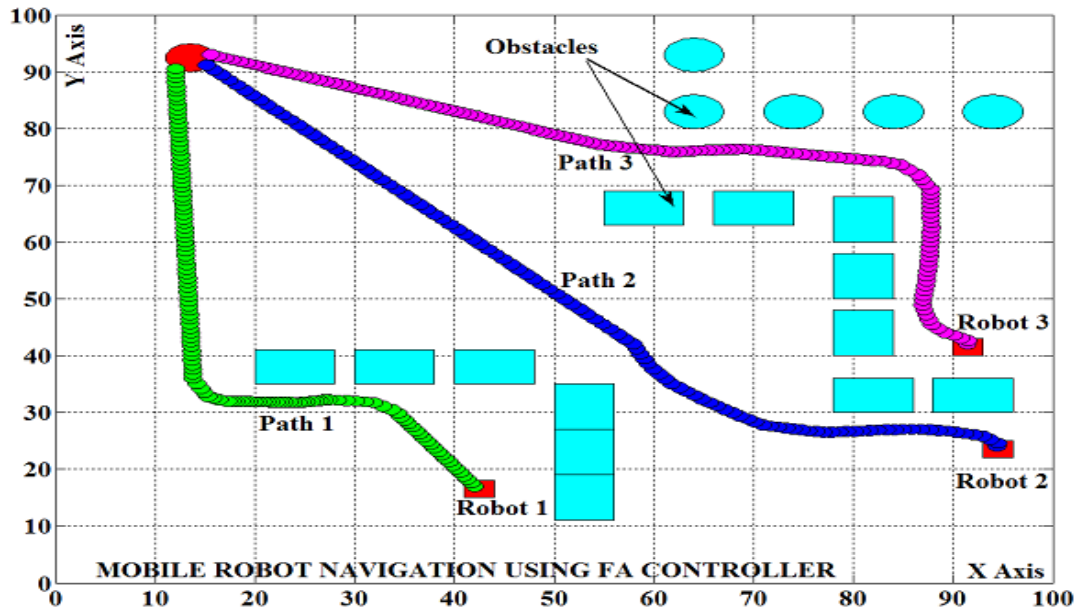 100
90
80
70
60
50
40
30
20
10
0
Y Axis
Obstacles
Path 3
Path 2
Robot 3
Path 1
Robot 2
Robot 1
MOBILE ROBOT NAVIGATION USING FA CONTROLLER
X Axis
0 10 20 30 40 50 60 70 80 90 100